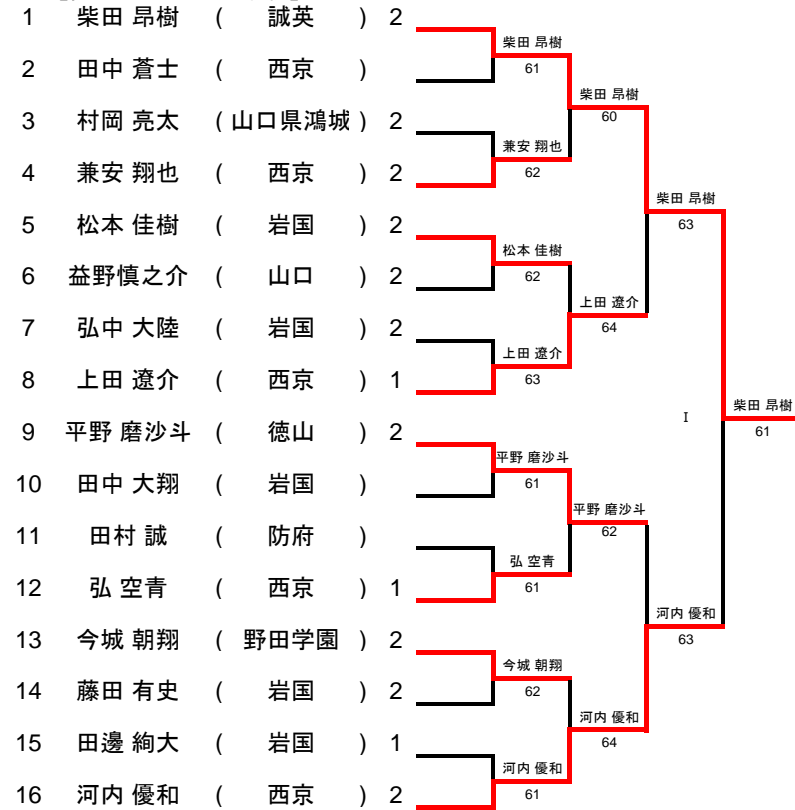 1 柴田 昂樹 ( 誠英 ) 2
2 田中 蒼士 ( 西京 )
3 村岡 亮太 ( 山口県鴻城 ) 2
4 兼安 翔也 ( 西京 ) 2
5 松本 佳樹 ( 岩国 ) 2
6 益野慎之介 ( 山口 ) 2
7 弘中 大陸 ( 岩国 ) 2
8 上田 遼介 ( 西京 ) 1
9 平野 磨沙斗 ( 徳山 ) 2
10 田中 大翔 ( 岩国 )
11 田村 誠 ( 防府 )
12 弘 空青 ( 西京 ) 1
13 今城 朝翔 ( 野田学園 ) 2
14 藤田 有史 ( 岩国 ) 2
15 田邊 絢大 ( 岩国 ) 1
16 河内 優和 ( 西京 ) 2
柴田 昂樹
61
兼安 翔也
62
松本 佳樹
62
上田 遼介
63
平野 磨沙斗
61
弘 空青
61
今城 朝翔
62
河内 優和
61
柴田 昂樹
60
上田 遼介
64
平野 磨沙斗
62
河内 優和
64
柴田 昂樹
63
河内 優和
63
I
柴田 昂樹
61